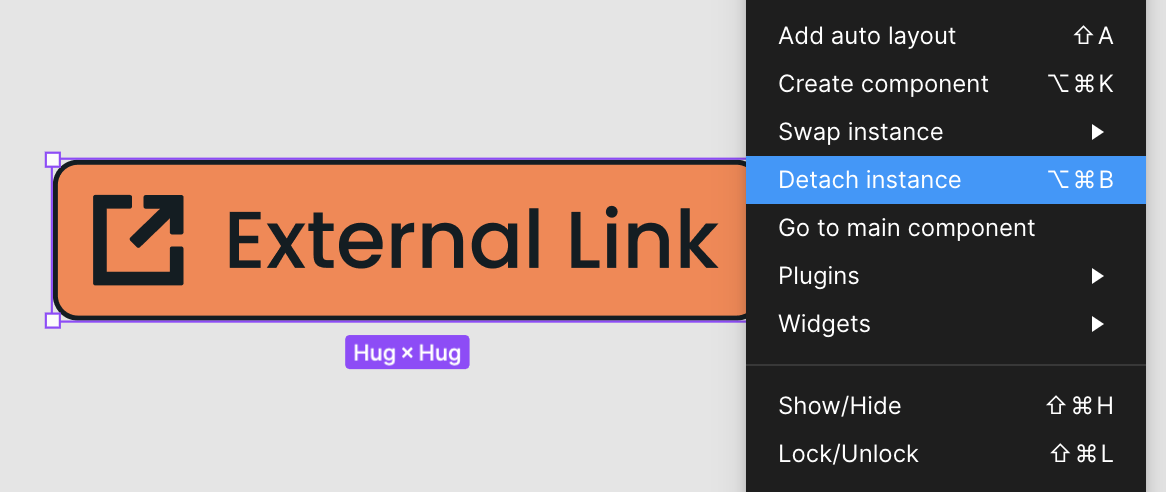 External Link
Hug × Hug
Add auto layout ⇧A
Create component ⌥⌘K
Swap instance ▶
Detach instance ⌥⌘B
Go to main component
Plugins ▶
Widgets ▶
Show/Hide ⇧⌘H
Lock/Unlock ⇧⌘L